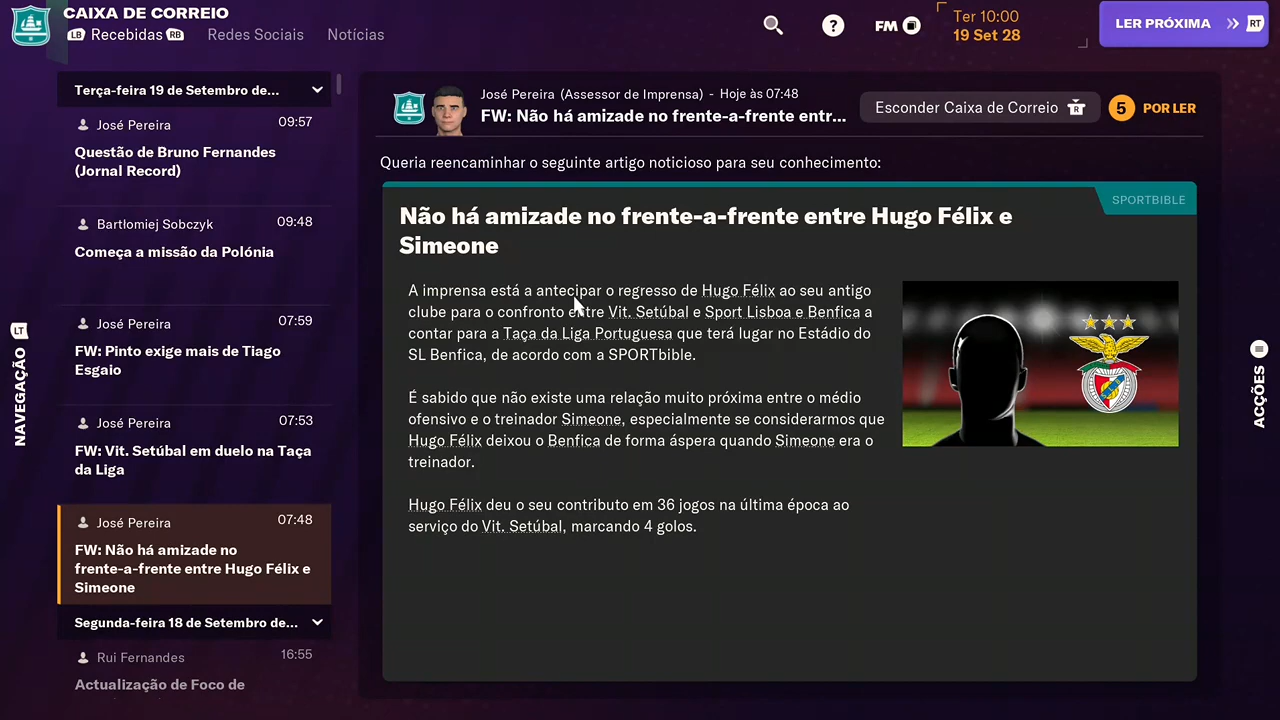 CAIXA DE CORREIO
LB Recebidas RB Redes Sociais Notícias
FM
Ter 10:00
19 Set 28
LER PRÓXIMA RT
LT
NAVEGAÇÃO
Terça-feira 19 de Setembro de...
José Pereira 09:57
Questão de Bruno Fernandes
(Jornal Record)
Bartłomiej Sobczyk 09:48
Começa a missão da Polónia
José Pereira 07:59
FW: Pinto exige mais de Tiago
Esgaio
José Pereira 07:53
FW: Vit. Setúbal em duelo na Taça
da Liga
José Pereira 07:48
FW: Não há amizade no
frente-a-frente entre Hugo Félix e
Simeone
Segunda-feira 18 de Setembro de...
Rui Fernandes 16:55
Actualização de Foco de
José Pereira (Assessor de Imprensa) - Hoje às 07:48
FW: Não há amizade no frente-a-frente entr...
Esconder Caixa de Correio R
5 POR LER
Queria reencaminhar o seguinte artigo noticioso para seu conhecimento:
SPORTBIBLE
Não há amizade no frente-a-frente entre Hugo Félix e
Simeone
A imprensa está a antecipar o regresso de Hugo Félix ao seu antigo
clube para o confronto entre Vit. Setúbal e Sport Lisboa e Benfica a
contar para a Taça da Liga Portuguesa que terá lugar no Estádio do
SL Benfica, de acordo com a SPORTbible.
É sabido que não existe uma relação muito próxima entre o médio
ofensivo e o treinador Simeone, especialmente se considerarmos que
Hugo Félix deixou o Benfica de forma áspera quando Simeone era o
treinador.
Hugo Félix deu o seu contributo em 36 jogos na última época ao
serviço do Vit. Setúbal, marcando 4 golos.
ACÇÕES